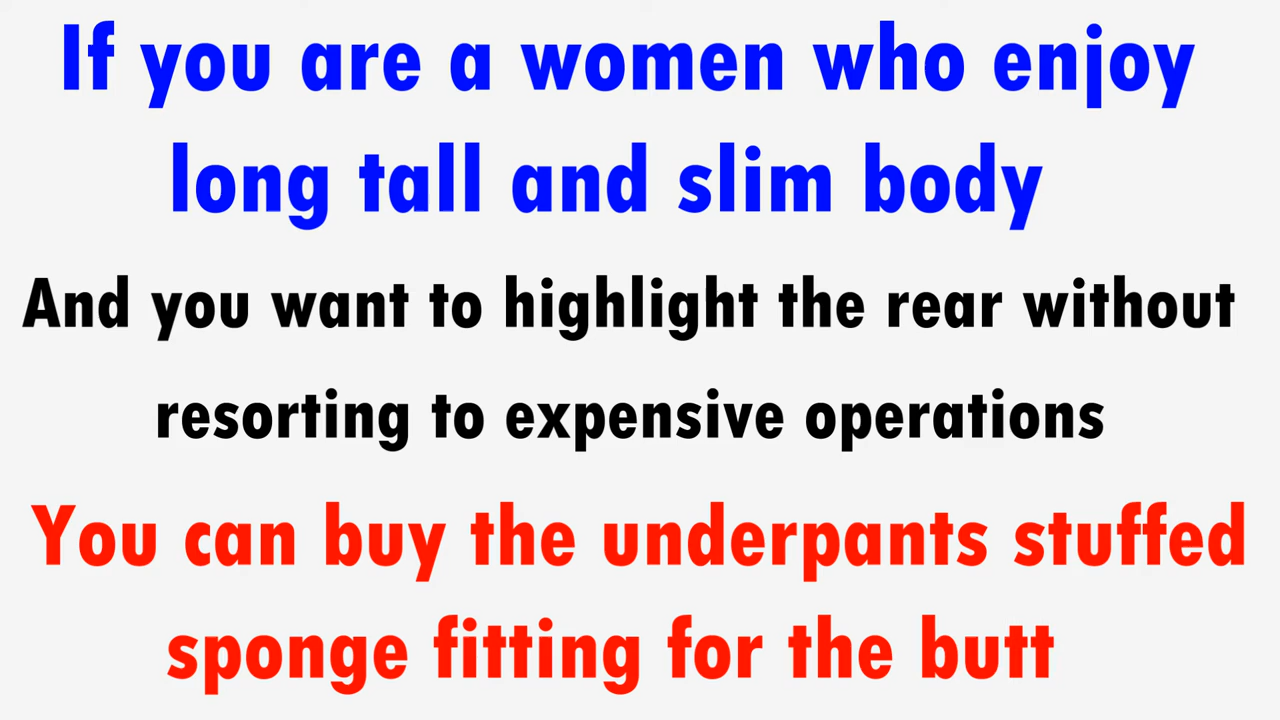 If you are a women who enjoy
long tall and slim body
And you want to highlight the rear without
resorting to expensive operations
You can buy the underpants stuffed
sponge fitting for the butt